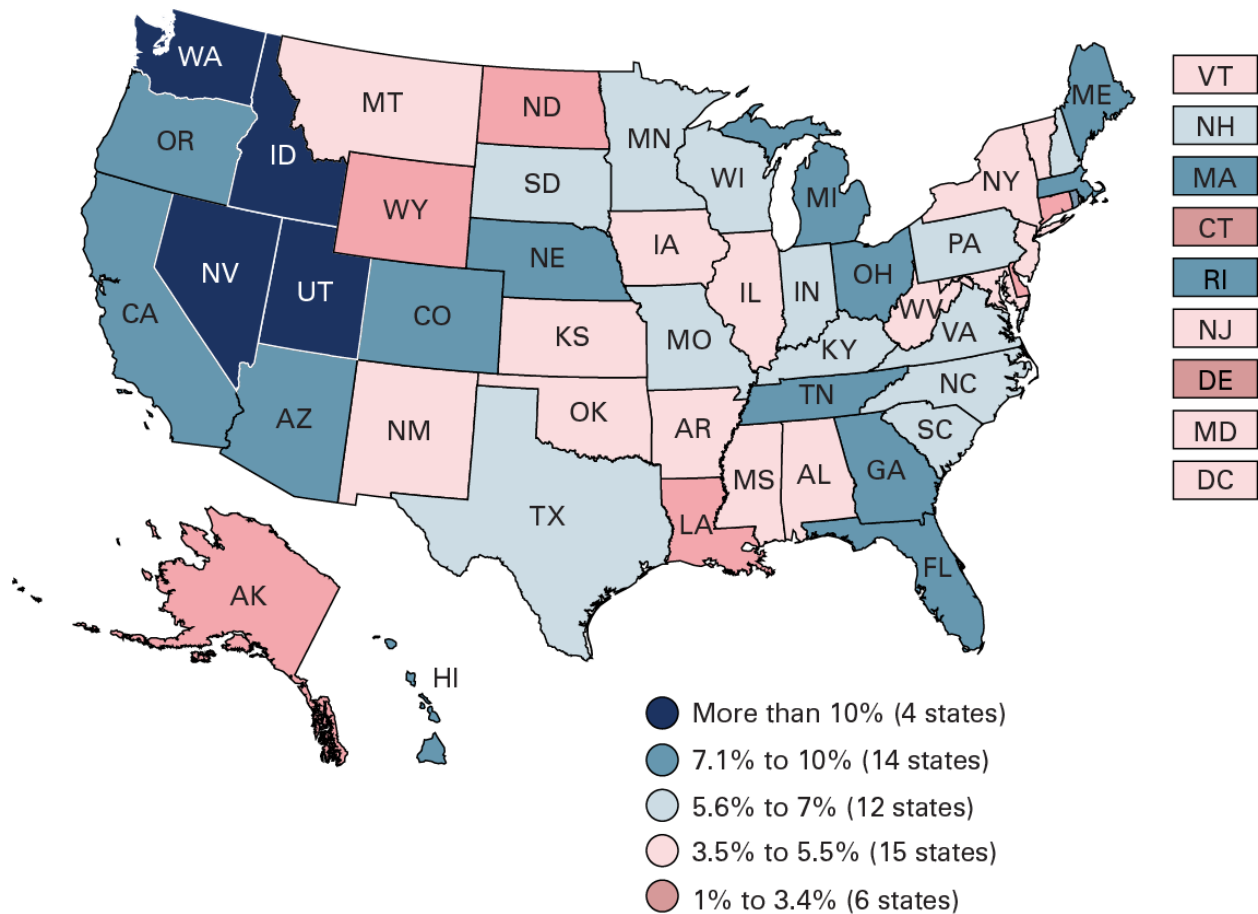 WA
MT
ND
ME
VT
OR
ID
MN
NH
SD
WI
NY
MA
WY
MI
CT
IA
PA
NE
RI
NV
UT
IL
IN
OH
CA
CO
WV
VA
NJ
KS
MO
KY
DE
NC
AZ
NM
OK
AR
TN
SC
MD
MS
AL
GA
DC
TX
LA
FL
AK
HI
More than 10% (4 states)
7.1% to 10% (14 states)
5.6% to 7% (12 states)
3.5% to 5.5% (15 states)
1% to 3.4% (6 states)